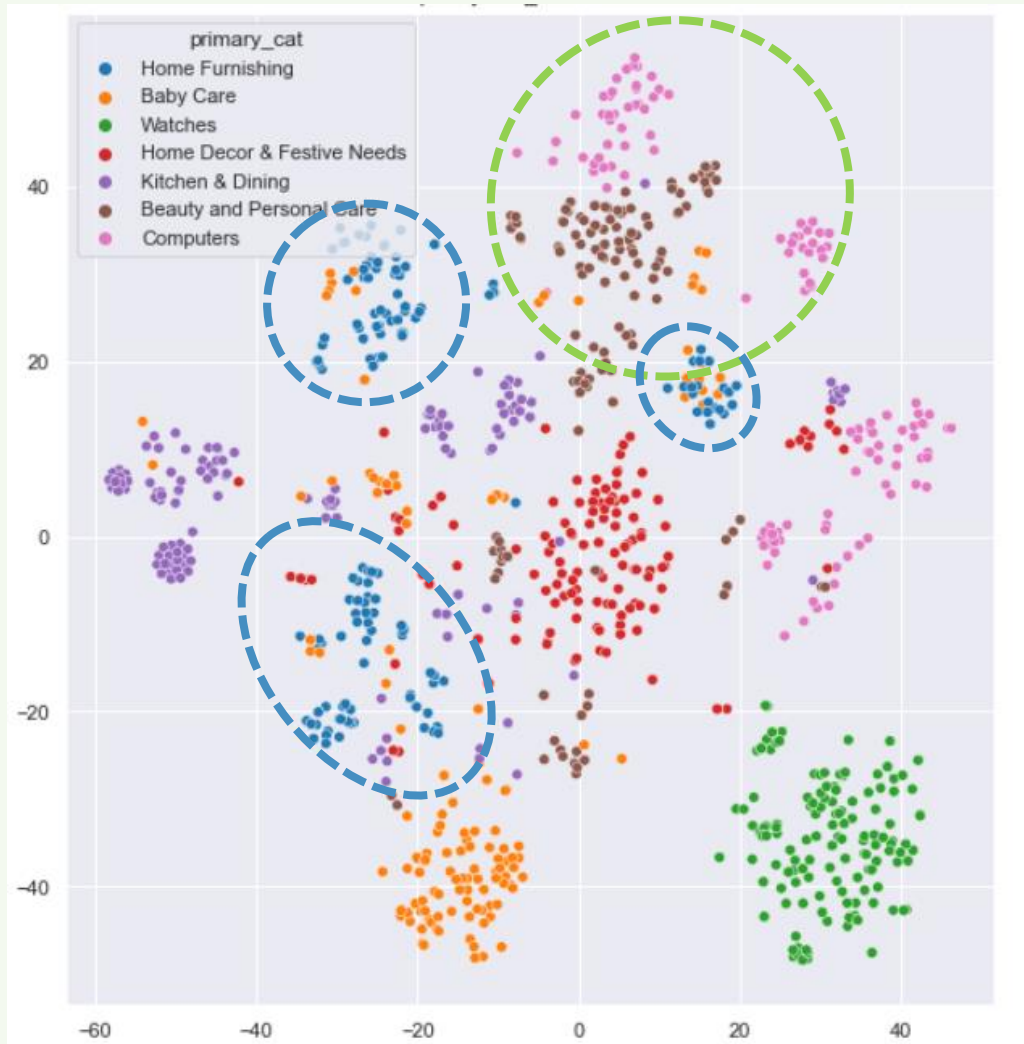 primary_cat
Home Furnishing
Baby Care
Watches
Home Decor & Festive Needs
Kitchen & Dining
Beauty and Personal Care
Computers
40
20
0
−20
−40
−60
−40
−20
0
20
40